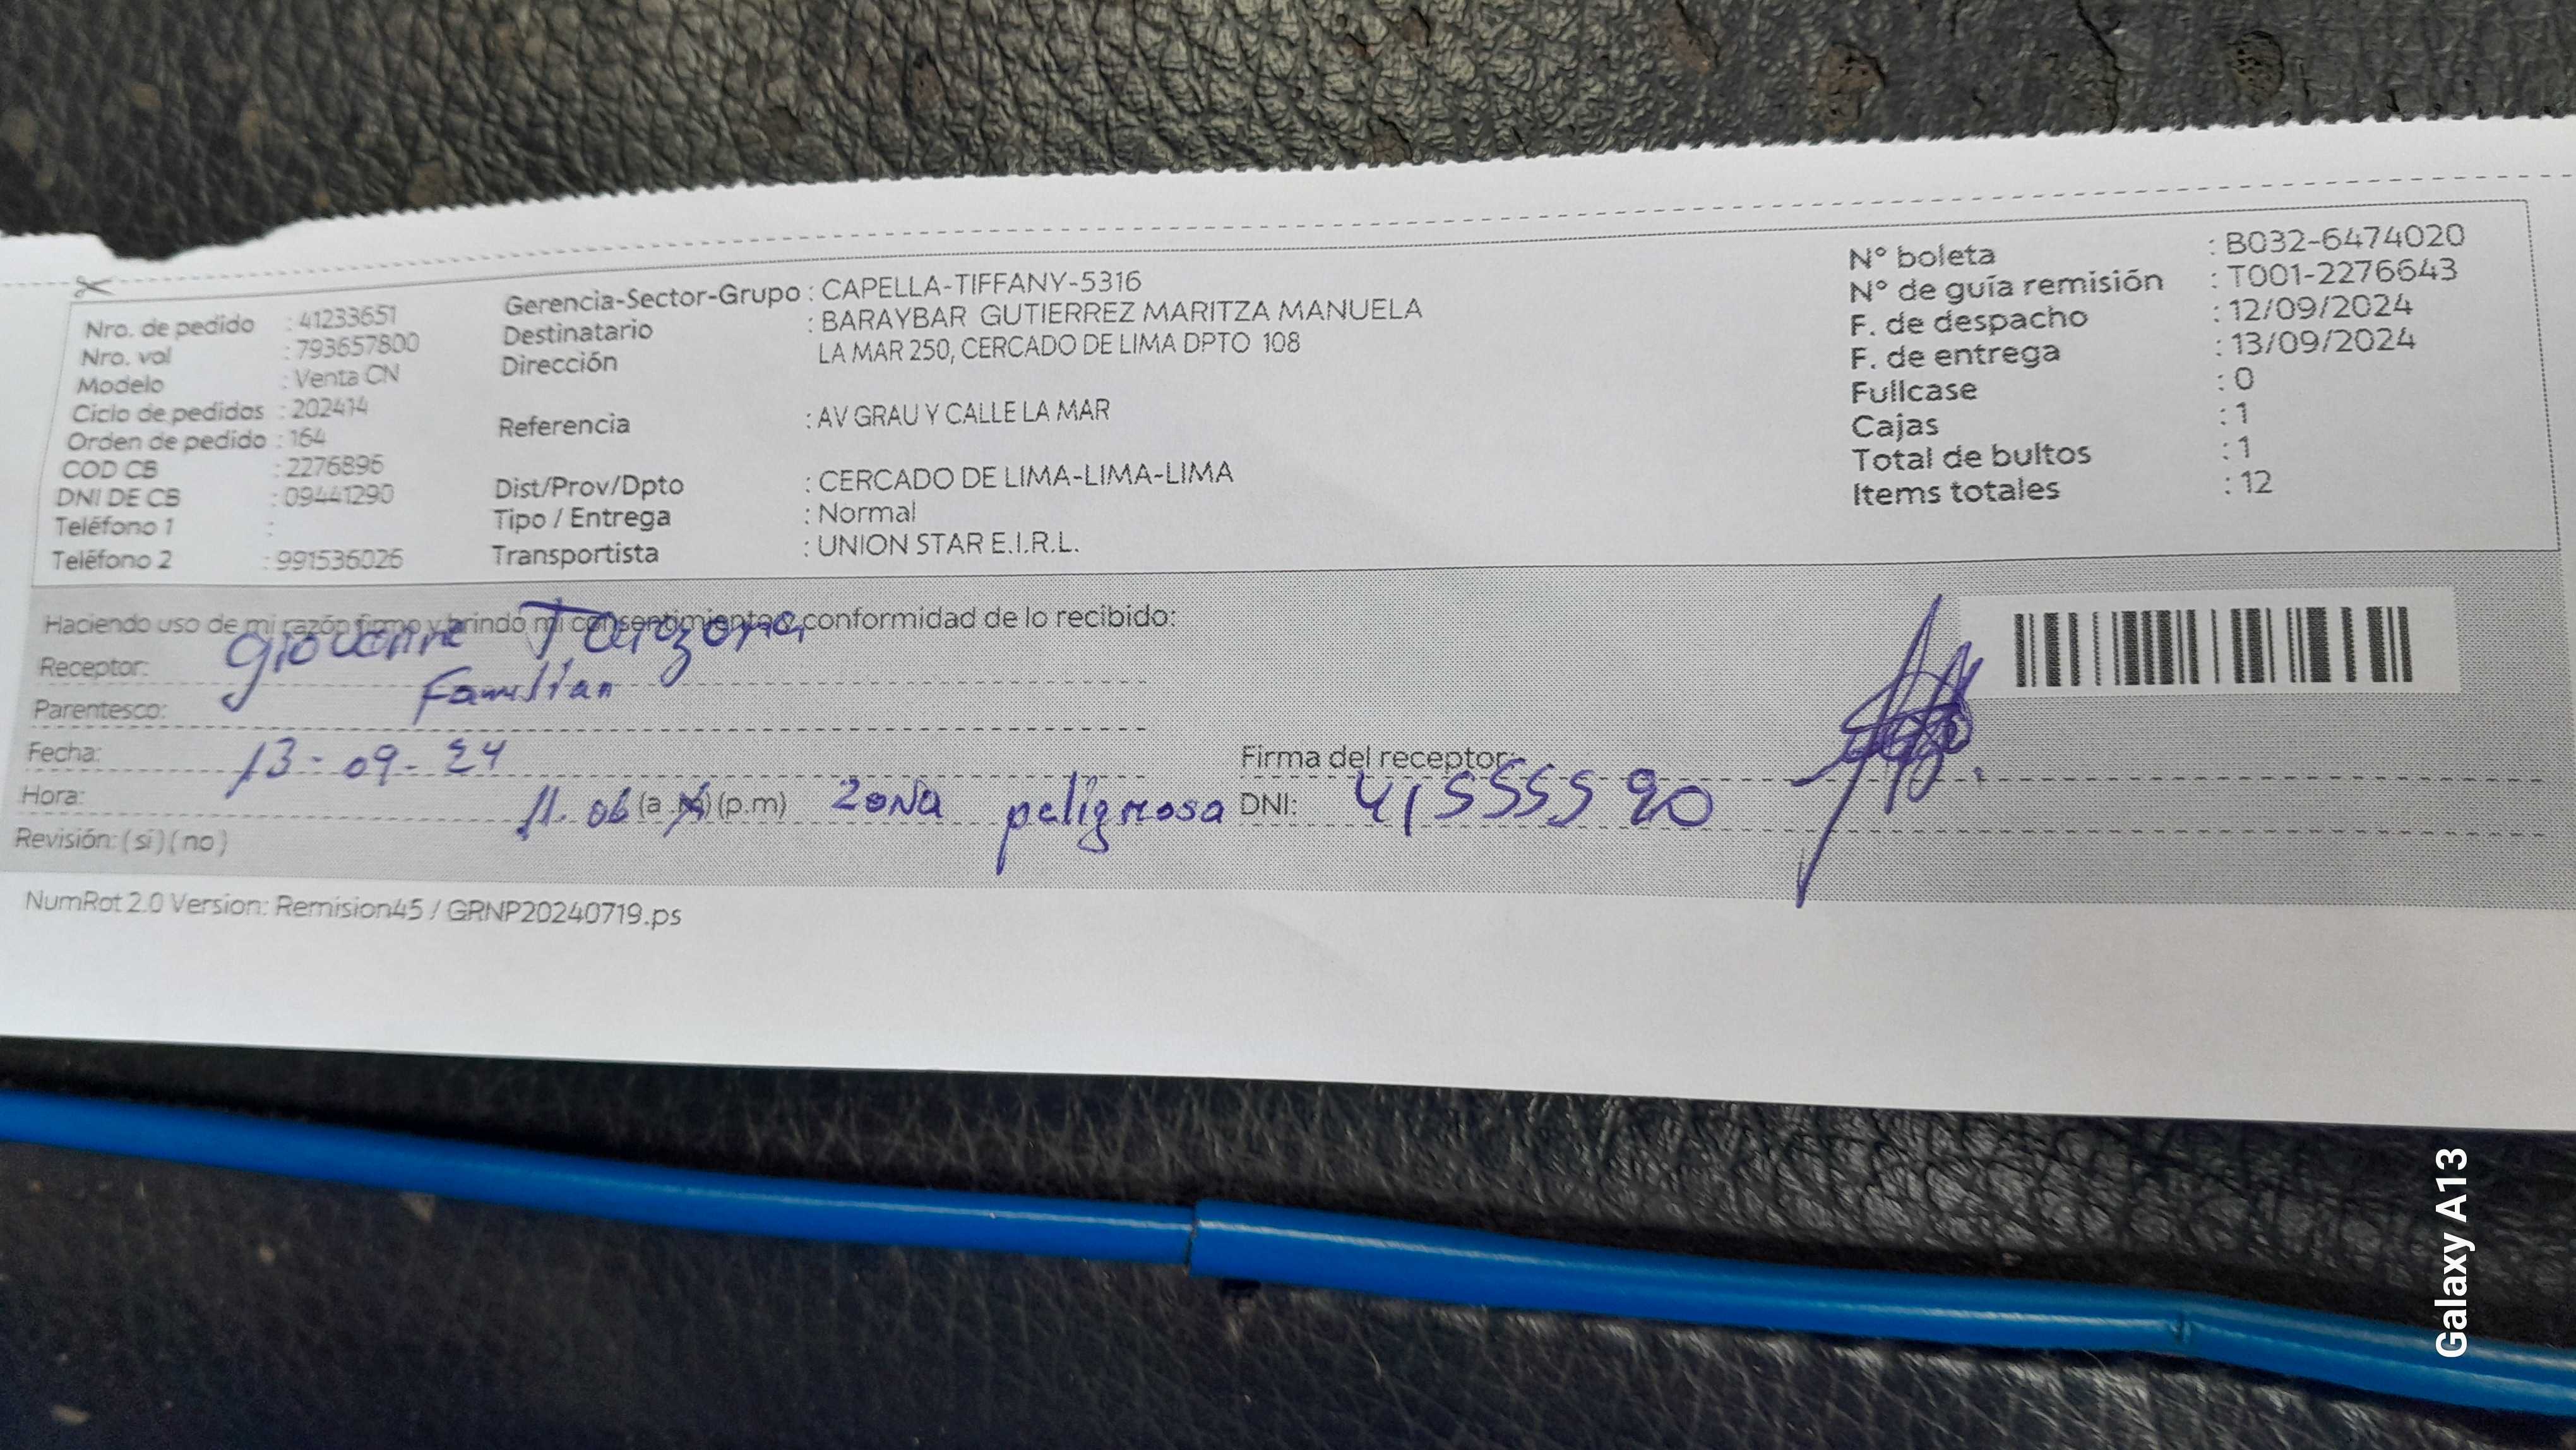 Nro. de pedido : 41233651
Nro. vol : 793657800
Modelo : Venta CN
Ciclo de pedidos : 202414
Orden de pedido : 164
COD CB : 2276896
DNI DE CB : 09441290
Teléfono 1 :
Teléfono 2 : 991536026
Gerencia-Sector-Grupo : CAPELLA-TIFFANY-5316
Destinatario : BARAYBAR GUTIERREZ MARITZA MANUELA
Dirección LA MAR 250, CERCADO DE LIMA DPTO 108
Referencia : AV GRAU Y CALLE LA MAR
Dist/Prov/Dpto : CERCADO DE LIMA-LIMA-LIMA
Tipo / Entrega : Normal
Transportista : UNION STAR E.I.R.L.
N° boleta : B032-6474020
N° de guía remisión : T001-2276643
F. de despacho : 12/09/2024
F. de entrega : 13/09/2024
Fullcase : 0
Cajas : 1
Total de bultos : 1
Items totales : 12
Haciendo uso de mi razón firmo y brindo mi consentimiento y conformidad de lo recibido:
Receptor:
Parentesco: Familiar
Fecha: 13-09-24
Hora: 11.06 (a.m) (p.m) zona peligrosa
Revisión: (si) (no)
Firma del receptor:
DNI: 41555590
NumRot 2.0 Version: Remision45 / GRNP20240719.ps
Galaxy A13